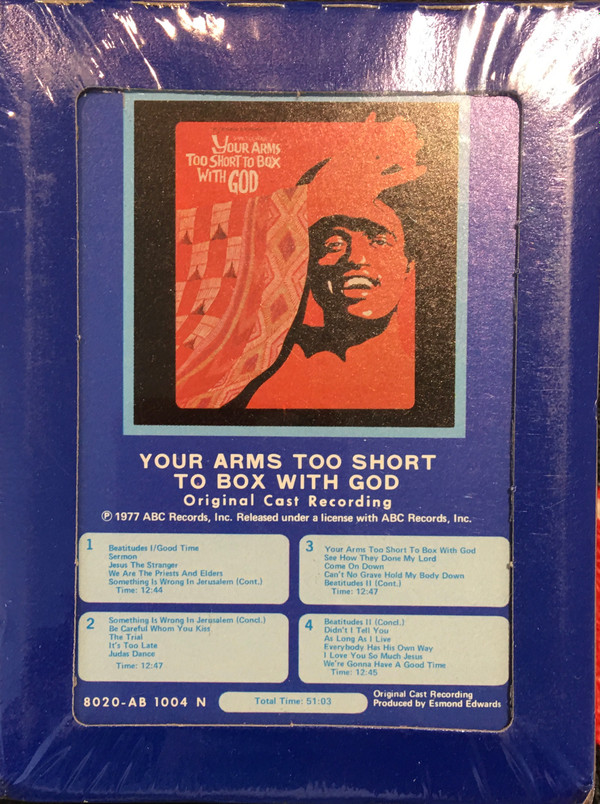 YOUR ARMS
TOO SHORT TO BOX
WITH GOD
YOUR ARMS TOO SHORT
TO BOX WITH GOD
Original Cast Recording
℗ 1977 ABC Records, Inc. Released under a license with ABC Records, Inc.
1
Beatitudes I/Good Time
Sermon
Jesus The Stranger
We Are The Priests And Elders
Something Is Wrong In Jerusalem (Cont.)
Time: 12:44
2
Something Is Wrong In Jerusalem (Concl.)
Be Careful Whom You Kiss
The Trial
It's Too Late
Judas Dance
Time: 12:47
3
Your Arms Too Short To Box With God
See How They Done My Lord
Come On Down
Can't No Grave Hold My Body Down
Beatitudes II (Cont.)
Time: 12:47
4
Beatitudes II (Concl.)
Didn't I Tell You
As Long As I Live
Everybody Has His Own Way
I Love You So Much Jesus
We're Gonna Have A Good Time
Time: 12:45
8020-AB 1004 N
Total Time: 51:03
Original Cast Recording
Produced by Esmond Edwards